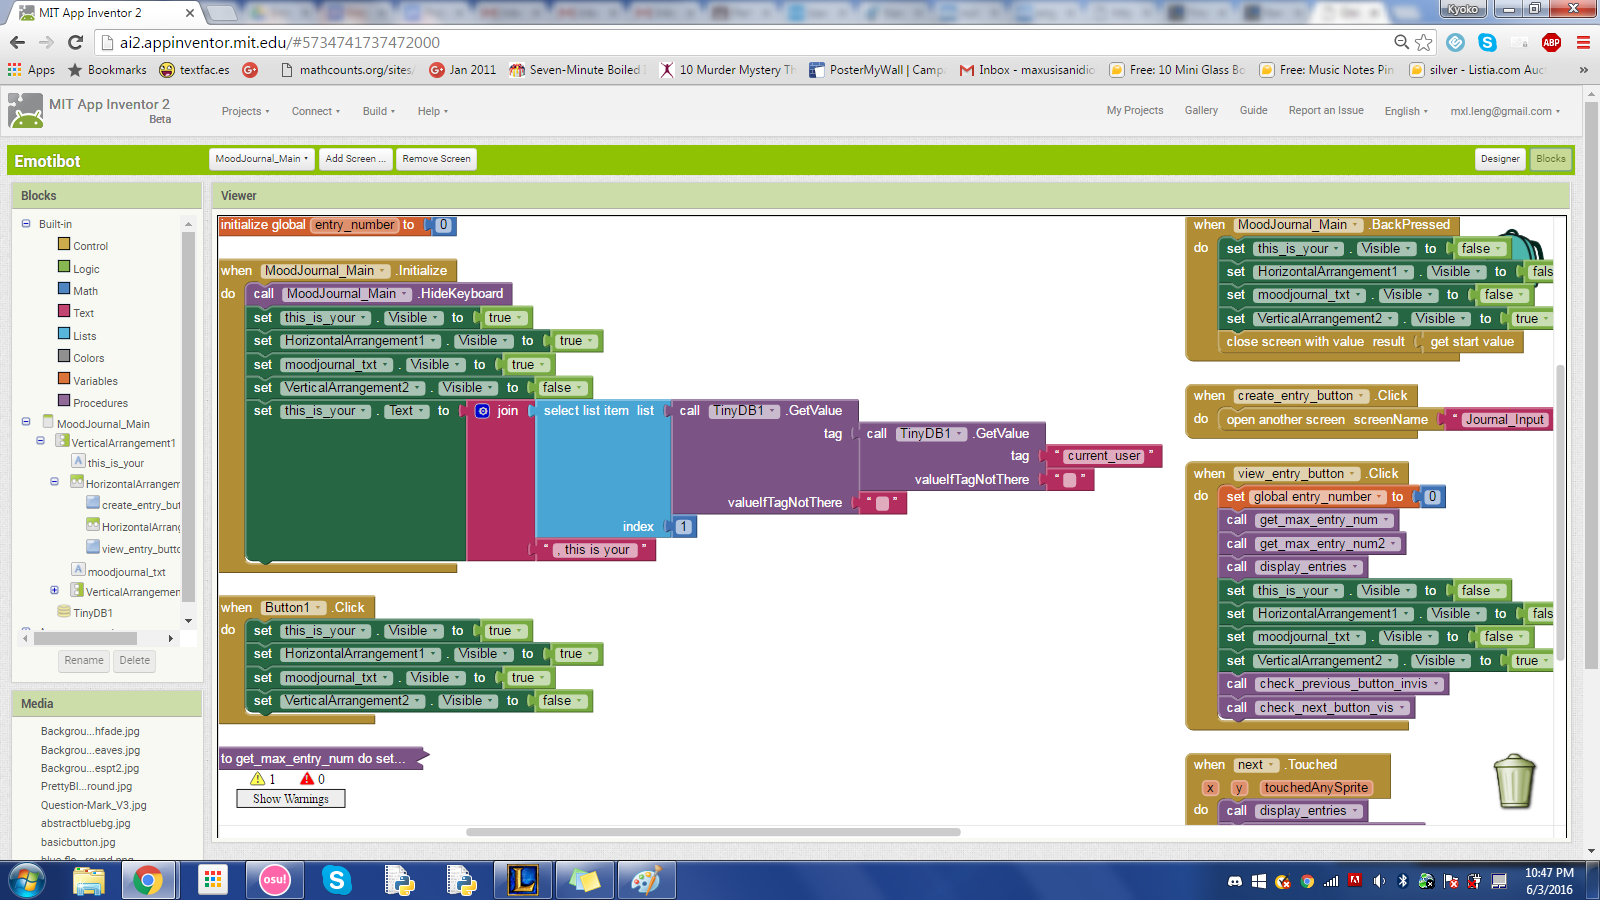 MIT App Inventor 2
Kyoko
ai2.appinventor.mit.edu/#5734741737472000
Apps Bookmarks textfac.es mathcounts.org/sites Jan 2011 Seven-Minute Boiled 10 Murder Mystery Th PosterMyWall | Camp Inbox - maxusisanidio Free: 10 Mini Glass Bo Free: Music Notes Pin silver - Listia.com Auc »
MIT App Inventor 2
Beta
Projects Connect Build Help My Projects Gallery Guide Report an Issue English mxl.leng@gmail.com
Emotibot MoodJournal_Main Add Screen ... Remove Screen Designer Blocks
Blocks
Built-in
Control
Logic
Math
Text
Lists
Colors
Variables
Procedures
MoodJournal_Main
VerticalArrangement1
this_is_your
HorizontalArrangem
create_entry_but
HorizontalArrang
view_entry_butto
moodjournal_txt
VerticalArrangemen
TinyDB1
Rename Delete
Media
Backgrou...hfade.jpg
Backgrou...eaves.jpg
Backgrou...espt2.jpg
PrettyBl...round.jpg
Question-Mark_V3.jpg
abstractbluebg.jpg
basicbutton.jpg
Viewer
initialize global entry_number to 0
when MoodJournal_Main .Initialize
do call MoodJournal_Main .HideKeyboard
set this_is_your . Visible to true
set HorizontalArrangement1 . Visible to true
set moodjournal_txt . Visible to true
set VerticalArrangement2 . Visible to false
set this_is_your . Text to join select list item list call TinyDB1 .GetValue
tag call TinyDB1 .GetValue
tag " current_user "
valueIfTagNotThere " "
valueIfTagNotThere " "
index 1
" , this is your "
when Button1 .Click
do set this_is_your . Visible to true
set HorizontalArrangement1 . Visible to true
set moodjournal_txt . Visible to true
set VerticalArrangement2 . Visible to false
to get_max_entry_num do set...
1 0
Show Warnings
when MoodJournal_Main .BackPressed
do set this_is_your . Visible to false
set HorizontalArrangement1 . Visible to fals
set moodjournal_txt . Visible to false
set VerticalArrangement2 . Visible to true
close screen with value result get start value
when create_entry_button .Click
do open another screen screenName " Journal_Input
when view_entry_button .Click
do set global entry_number to 0
call get_max_entry_num
call get_max_entry_num2
call display_entries
set this_is_your . Visible to false
set HorizontalArrangement1 . Visible to fals
set moodjournal_txt . Visible to false
set VerticalArrangement2 . Visible to true
call check_previous_button_invis
call check_next_button_vis
when next .Touched
x y touchedAnySprite
do call display_entries
osu!
10:47 PM
6/3/2016